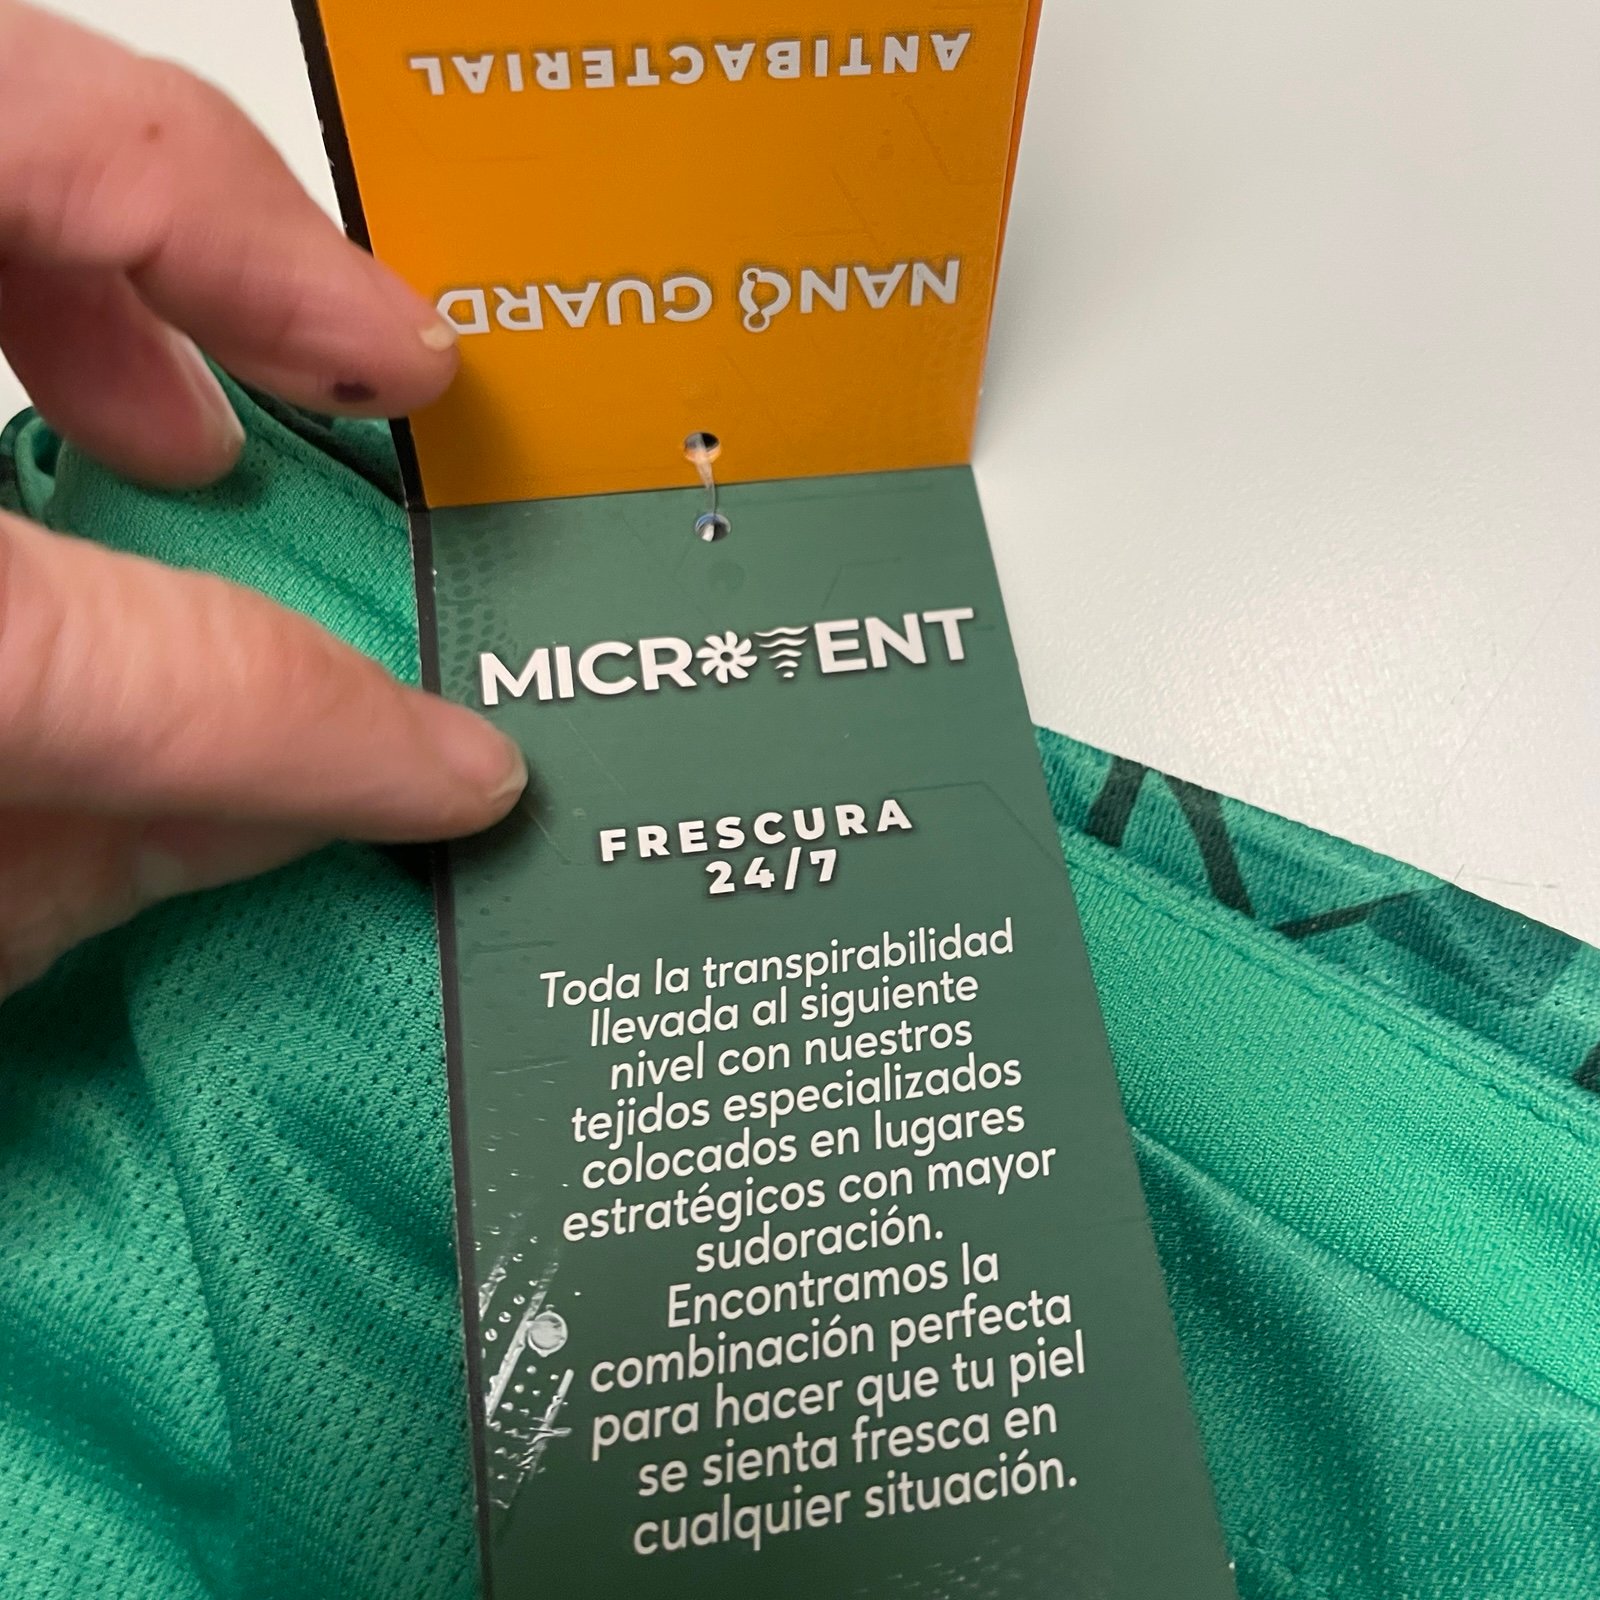 ANTIBACTERIAL
NANO GUARD
MICROVENT
FRESCURA
24/7
Toda la transpirabilidad
llevada al siguiente
nivel con nuestros
tejidos especializados
colocados en lugares
estratégicos con mayor
sudoración.
Encontramos la
combinación perfecta
para hacer que tu piel
se sienta fresca en
cualquier situación.